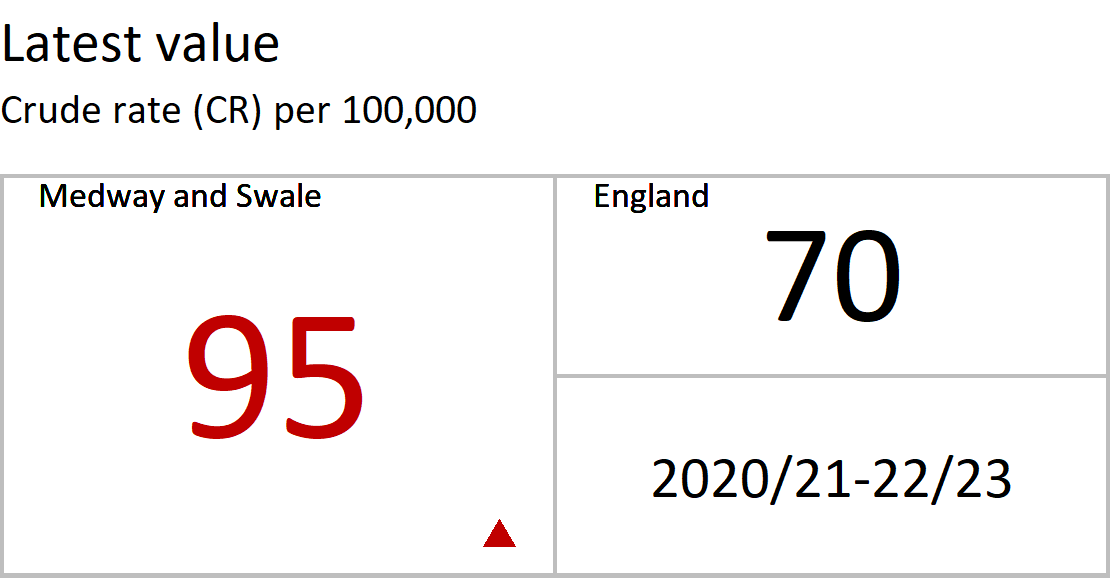 Latest value
Crude rate (CR) per 100,000
Medway and Swale
95
England
70
2020/21-22/23